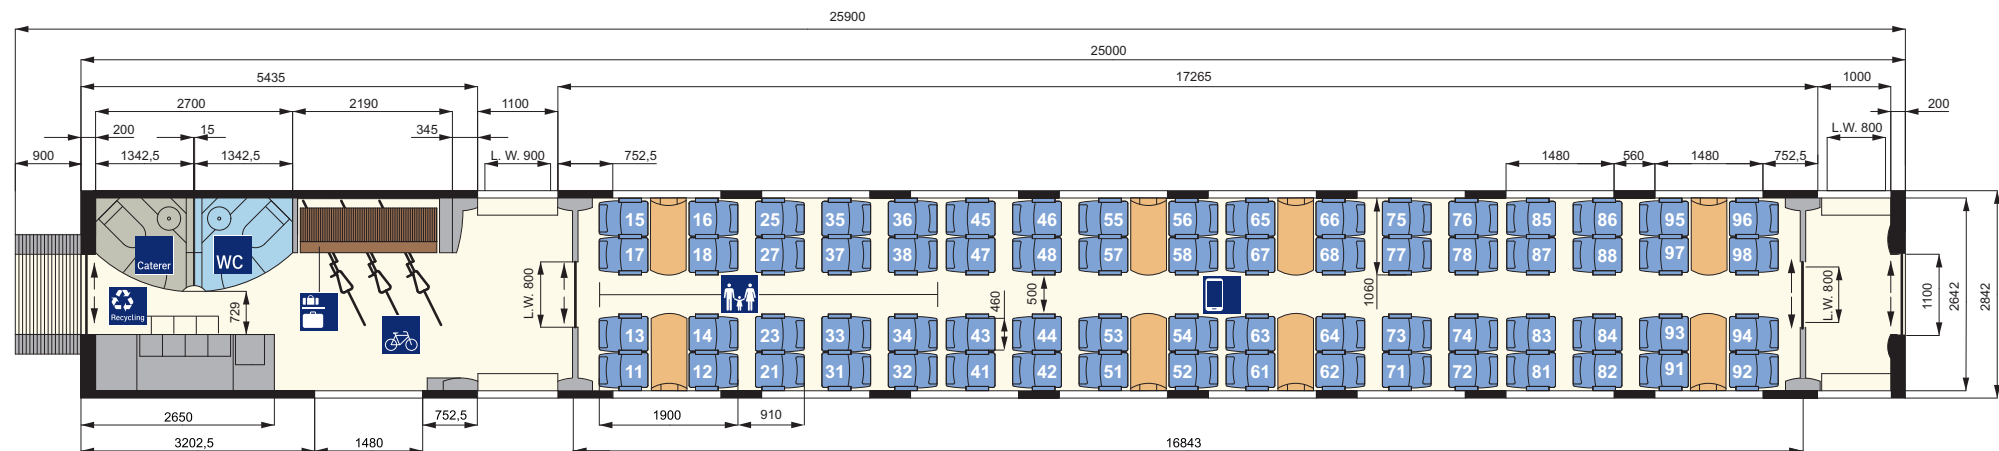 25900
25000
5435 17265 1000
2700 2190 1100 200
200 15 345 L.W. 800
900 1342,5 1342,5 L. W. 900 752,5 1480 560 1480 752,5
15 16 25 35 36 45 46 55 56 65 66 75 76 85 86 95 96
17 18 27 37 38 47 48 57 58 67 68 77 78 87 88 97 98
Caterer WC
Recycling
729
L.W. 800
460
500
1060
L.W. 800
1100
2642
2842
13 14 23 33 34 43 44 53 54 63 64 73 74 83 84 93 94
11 12 21 31 32 41 42 51 52 61 62 71 72 81 82 91 92
2650 752,5 1900 910
3202,5 1480 16843